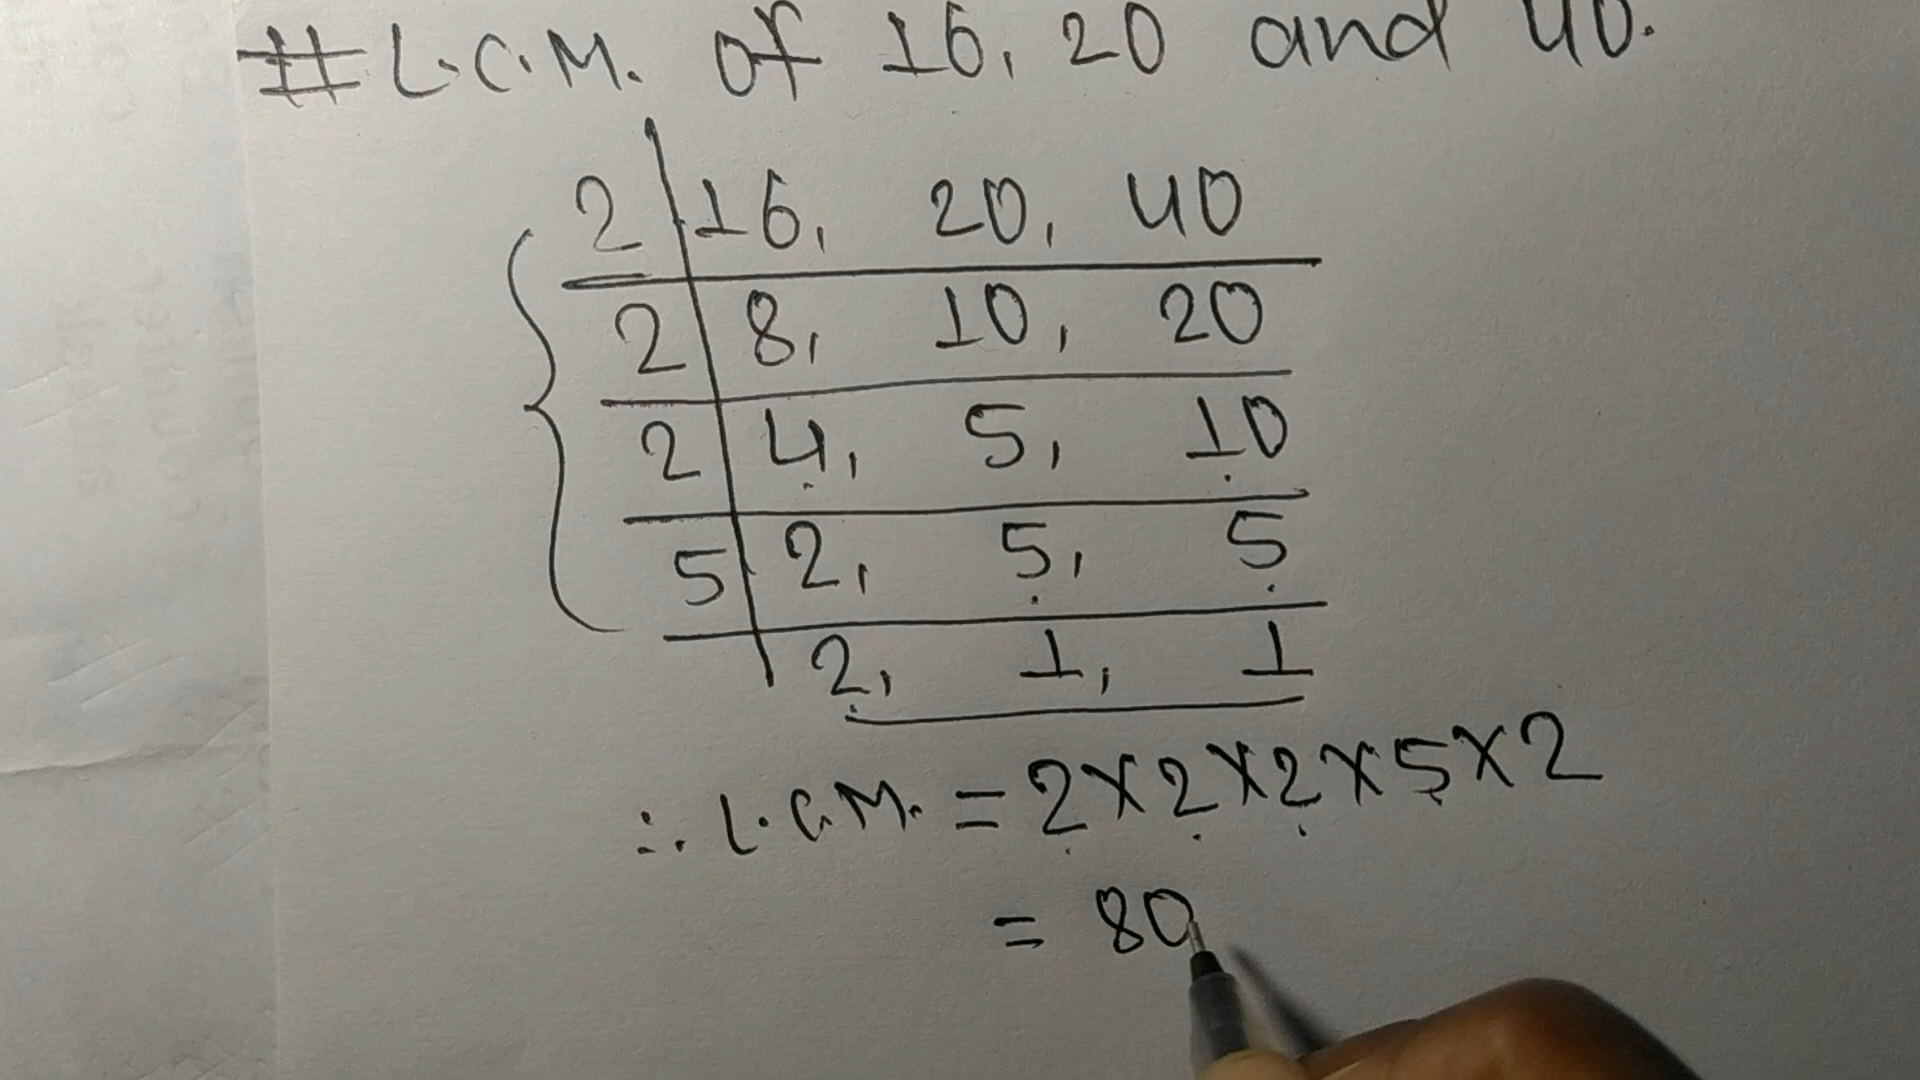 # L.C.M. of 16, 20 and 40.
2 | 16, 20, 40
2 | 8, 10, 20
2 | 4, 5, 10
5 | 2, 5, 5
2, 1, 1
∴ L.C.M. = 2×2×2×5×2
= 80